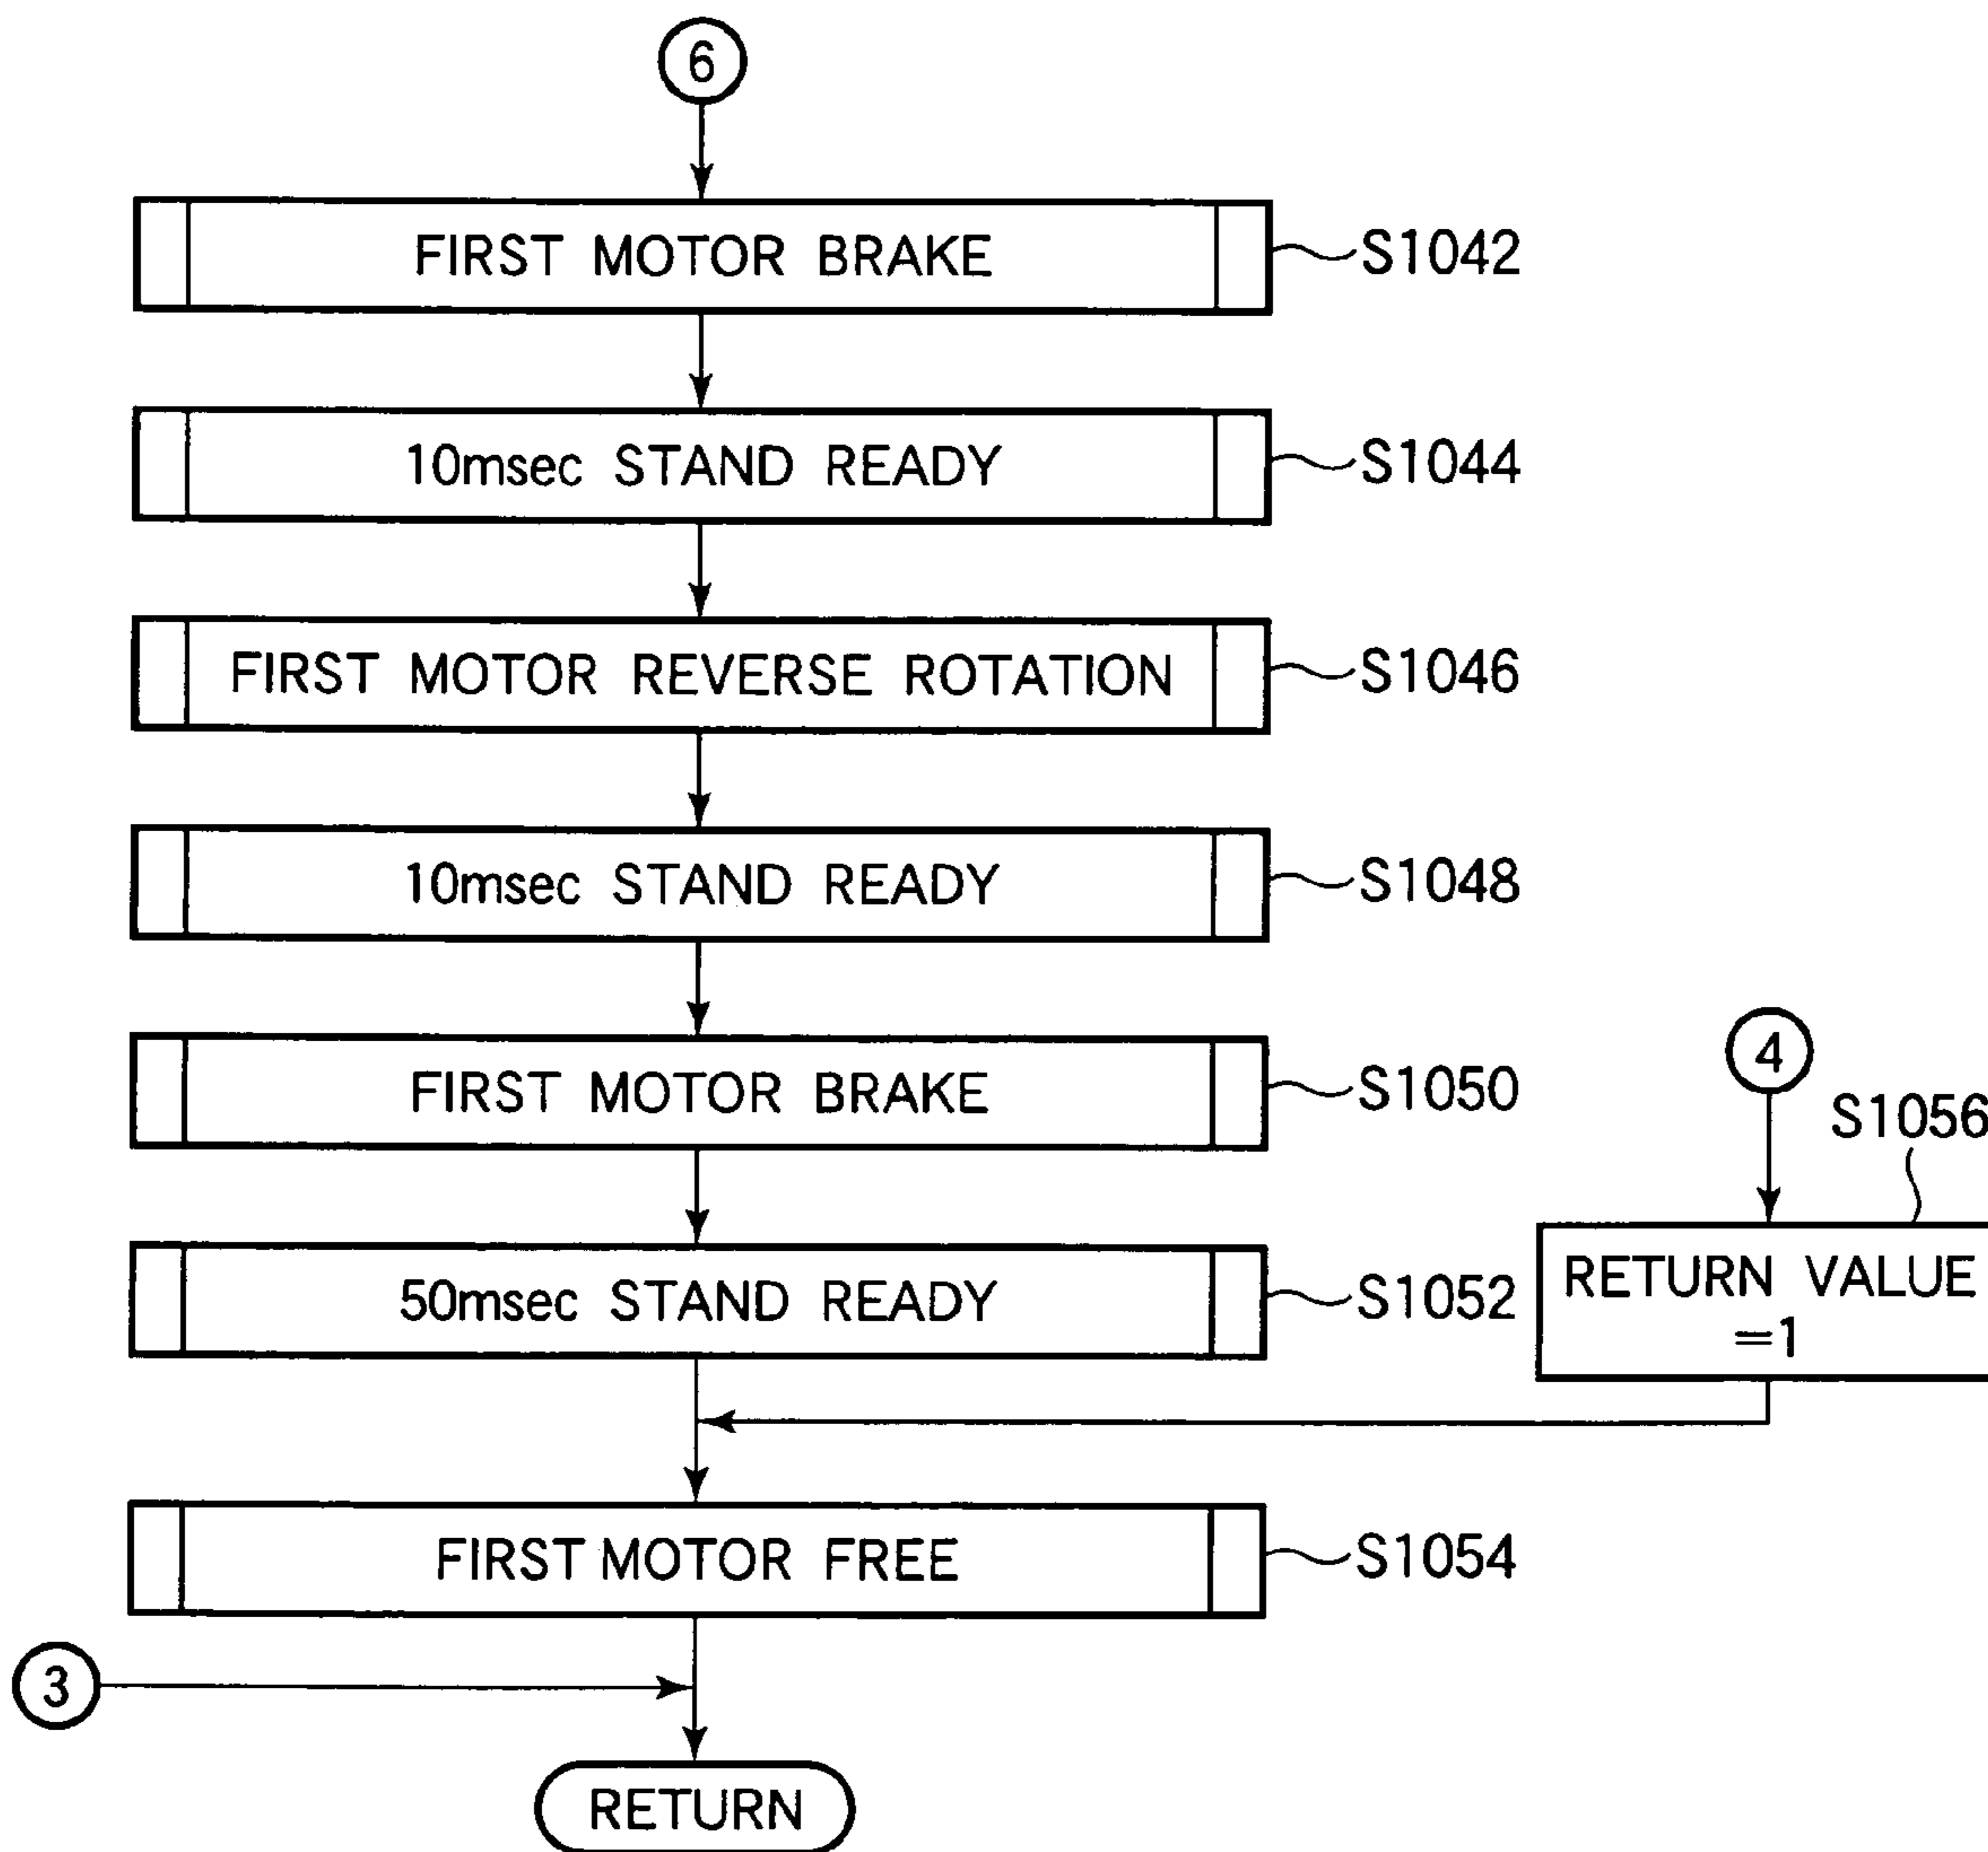 6
FIRST MOTOR BRAKE
S1042
10msec STAND READY
S1044
FIRST MOTOR REVERSE ROTATION
S1046
10msec STAND READY
S1048
FIRST MOTOR BRAKE
S1050
4
S1056
50msec STAND READY
S1052
RETURN VALUE
=1
FIRST MOTOR FREE
S1054
3
RETURN